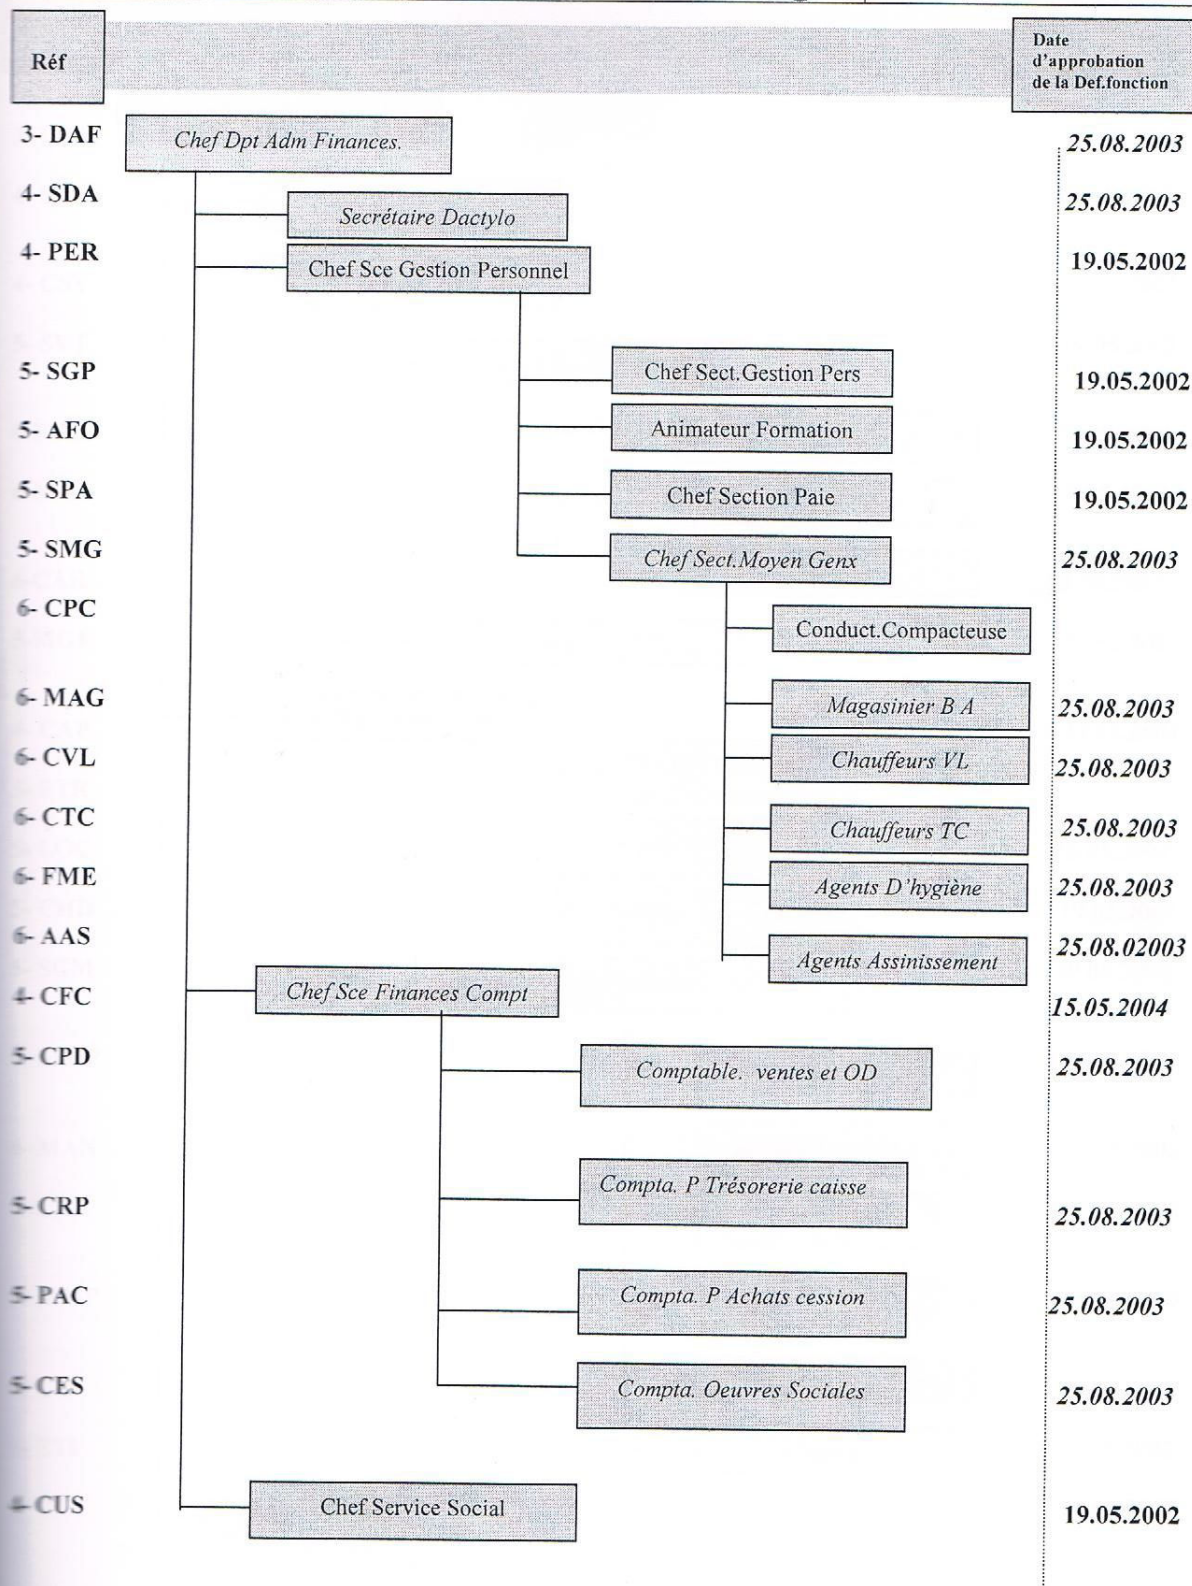 Réf
Date
d'approbation
de la Def.fonction
3- DAF Chef Dpt Adm Finances. 25.08.2003
4- SDA Secrétaire Dactylo 25.08.2003
4- PER Chef Sce Gestion Personnel 19.05.2002
5- SGP Chef Sect.Gestion Pers 19.05.2002
5- AFO Animateur Formation 19.05.2002
5- SPA Chef Section Paie 19.05.2002
5- SMG Chef Sect.Moyen Genx 25.08.2003
6- CPC Conduct.Compacteuse
6- MAG Magasinier B A 25.08.2003
6- CVL Chauffeurs VL 25.08.2003
6- CTC Chauffeurs TC 25.08.2003
6- FME Agents D'hygiène 25.08.2003
6- AAS Agents Assinissement 25.08.02003
4- CFC Chef Sce Finances Compt 15.05.2004
5- CPD Comptable. ventes et OD 25.08.2003
5- CRP Compta. P Trésorerie caisse 25.08.2003
5- PAC Compta. P Achats cession 25.08.2003
5- CES Compta. Oeuvres Sociales 25.08.2003
4- CUS Chef Service Social 19.05.2002